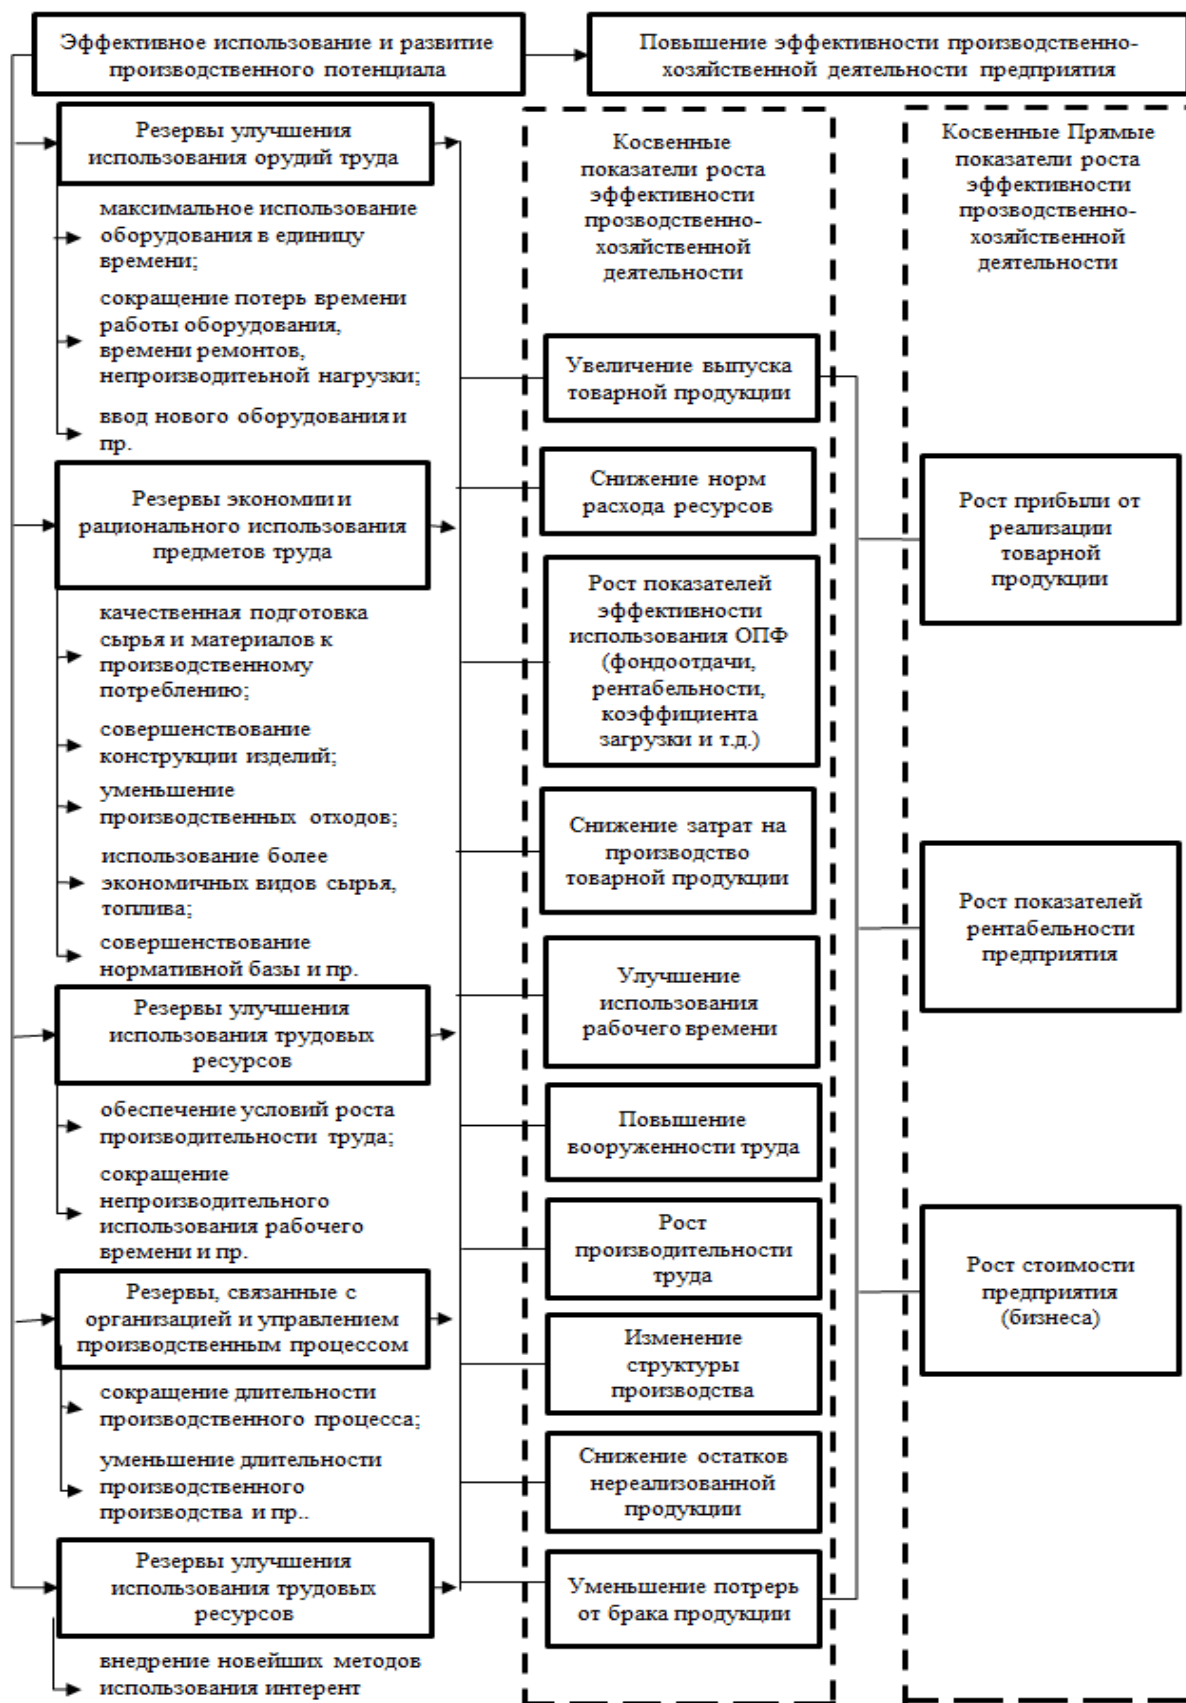 Эффективное использование и развитие
производственного потенциала
Повышение эффективности производственно-
хозяйственной деятельности предприятия
Резервы улучшения
использования орудий труда
максимальное использование
оборудования в единицу
времени;
сокращение потерь времени
работы оборудования,
времени ремонтов,
непроизводитеьной нагрузки;
ввод нового оборудования и
пр.
Резервы экономии и
рационального использования
предметов труда
качественная подготовка
сырья и материалов к
производственному
потреблению;
совершенствование
конструкции изделий;
уменьшение
производственных отходов;
использование более
экономичных видов сырья,
топлива;
совершенствование
нормативной базы и пр.
Резервы улучшения
использования трудовых
ресурсов
обеспечение условий роста
производительности труда;
сокращение
непроизводительного
использования рабочего
времени и пр.
Резервы, связанные с
организацией и управлением
производственным процессом
сокращение длительности
производственного процесса;
уменьшение длительности
производственного
производства и пр..
Резервы улучшения
использования трудовых
ресурсов
внедрение новейших методов
использования интерент
Косвенные
показатели роста
эффективности
прозводственно-
хозяйственной
деятельности
Увеличение выпуска
товарной продукции
Снижение норм
расхода ресурсов
Рост показателей
эффективности
использования ОПФ
(фондоотдачи,
рентабельности,
коэффициента
загрузки и т.д.)
Снижение затрат на
производство
товарной продукции
Улучшение
использования
рабочего времени
Повышение
вооруженности труда
Рост
производительности
труда
Изменение
структуры
производства
Снижение остатков
нереализованной
продукции
Уменьшение потрерь
от брака продукции
Косвенные Прямые
показатели роста
эффективности
прозводственно-
хозяйственной
деятельности
Рост прибыли от
реализации
товарной
продукции
Рост показателей
рентабельности
предприятия
Рост стоимости
предприятия
(бизнеса)